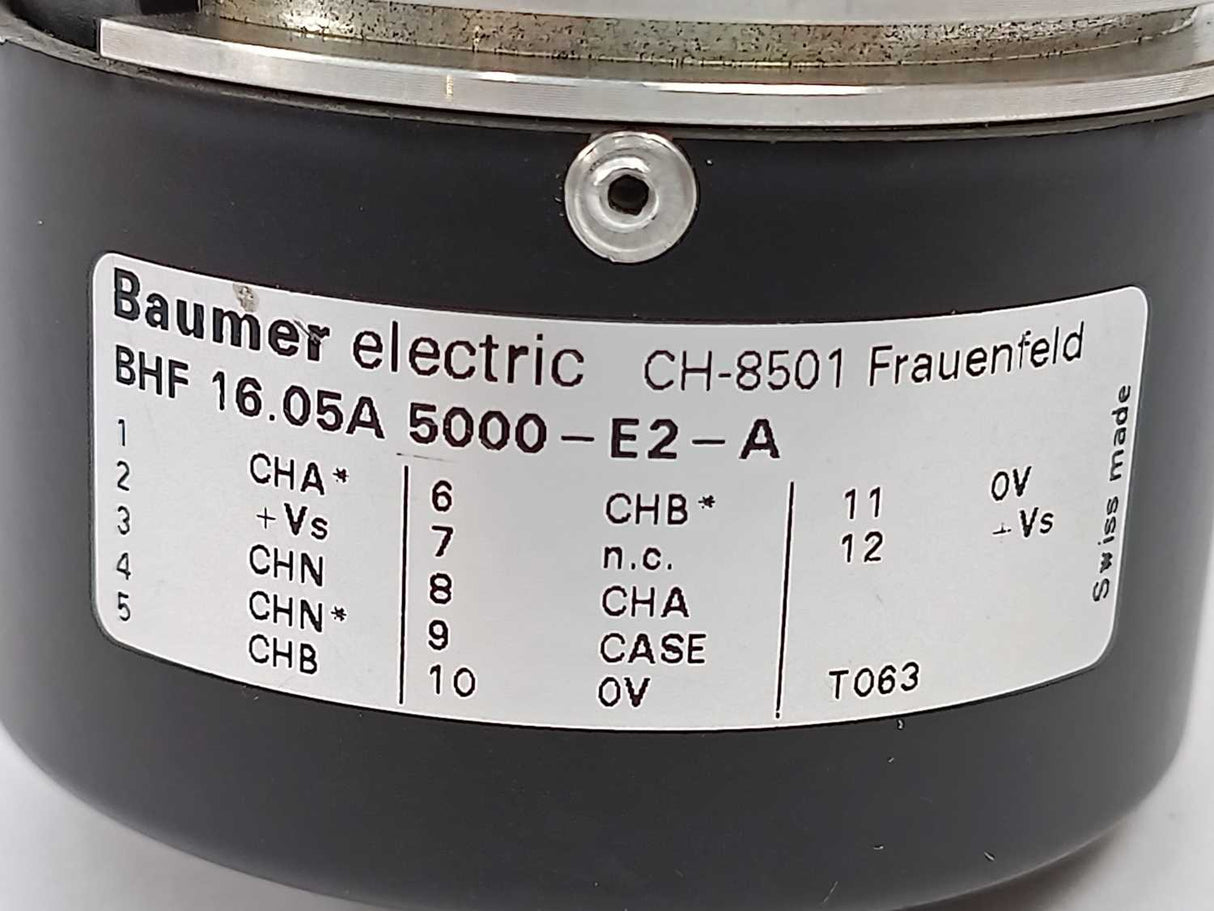 Baumer electric CH-8501 Frauenfeld
BHF 16.05A 5000-E2-A
1 CHA*
2 +Vs
3 CHN
4 CHN*
5 CHB
6 CHB*
7 n.c.
8 CHA
9 CASE
10 0V
11 0V
12 +Vs
T063
Swiss made